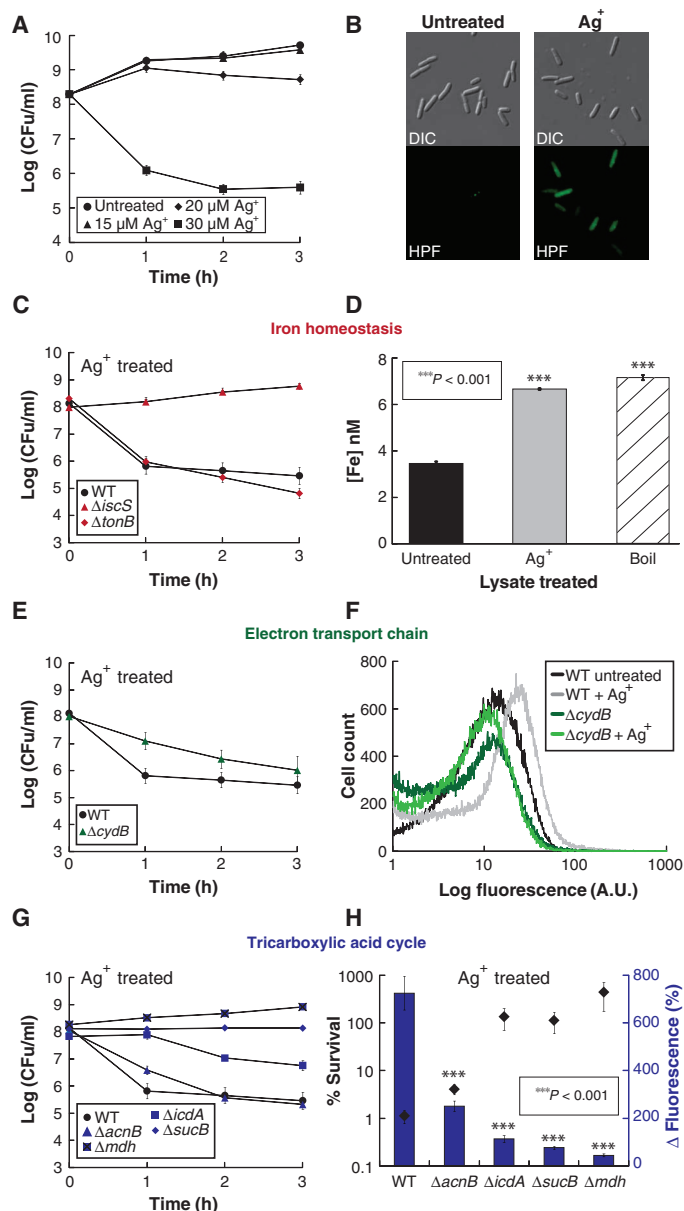 A
Log (CFu/ml)
10
9
8
7
6
5
4
Untreated
20 µM Ag+
15 µM Ag+
30 µM Ag+
0 1 2 3
Time (h)
B
Untreated
Ag+
DIC
DIC
HPF
HPF
Iron homeostasis
C
Ag+ treated
Log (CFu/ml)
10
9
8
7
6
5
4
3
WT
ΔiscS
ΔtonB
0 1 2 3
Time (h)
D
***P < 0.001
***
***
[Fe] nM
8
6
4
2
0
Untreated Ag+ Boil
Lysate treated
Electron transport chain
E
Ag+ treated
Log (CFu/ml)
10
9
8
7
6
5
4
3
WT
ΔcydB
0 1 2 3
Time (h)
F
Cell count
800
600
400
200
0
WT untreated
WT + Ag+
ΔcydB
ΔcydB + Ag+
1 10 100 1000
Log fluorescence (A.U.)
Tricarboxylic acid cycle
G
Ag+ treated
Log (CFu/ml)
10
9
8
7
6
5
4
3
WT
ΔicdA
ΔacnB
ΔsucB
Δmdh
0 1 2 3
Time (h)
H
Ag+ treated
% Survival
1000
100
10
1
0.1
***
***
***
***
***P < 0.001
800
600
400
200
0
Δ Fluorescence (%)
WT ΔacnB ΔicdA ΔsucB Δmdh